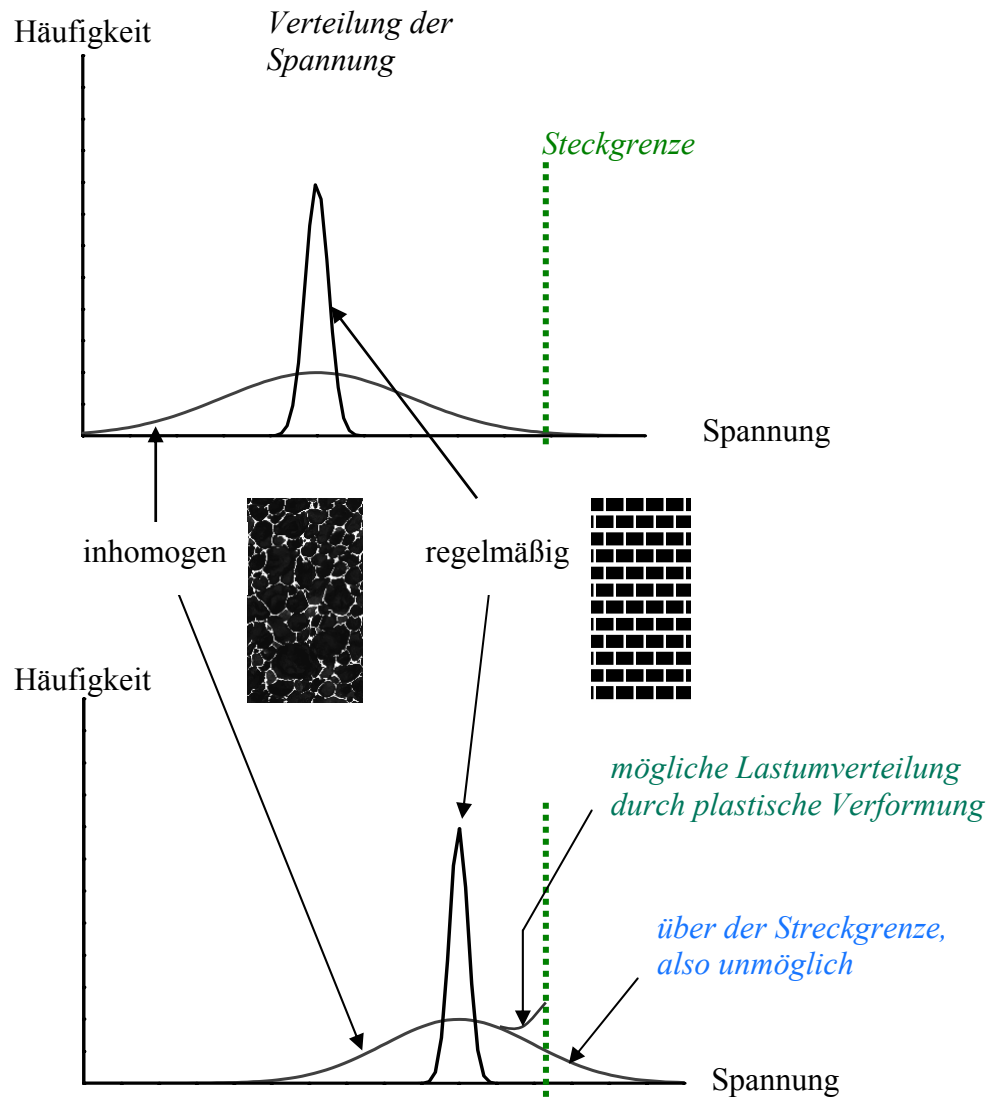 Häufigkeit
Verteilung der
Spannung
Steckgrenze
Spannung
inhomogen
regelmäßig
Häufigkeit
mögliche Lastumverteilung
durch plastische Verformung
über der Streckgrenze,
also unmöglich
Spannung